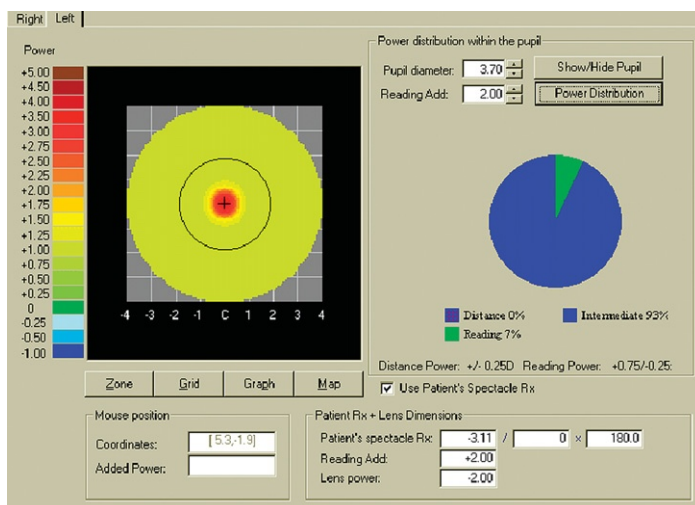 Right Left
Power
+5.00
+4.50
+4.00
+3.50
+3.00
+2.75
+2.50
+2.25
+2.00
+1.75
+1.50
+1.25
+1.00
+0.75
+0.50
+0.25
0
-0.25
-0.50
-1.00
-4 -3 -2 -1 C 1 2 3 4
Zone Grid Graph Map
Power distribution within the pupil
Pupil diameter: 3.70 Show/Hide Pupil
Reading Add: 2.00 Power Distribution
Distance 0% Intermediate 93%
Reading 7%
Distance Power: +/- 0.25D Reading Power: +0.75/-0.25:
Use Patient's Spectacle Rx
Mouse position
Coordinates: [ 5.3,-1.9]
Added Power:
Patient Rx + Lens Dimensions
Patient's spectacle Rx: -3.11 / 0 x 180.0
Reading Add: +2.00
Lens power: -2.00